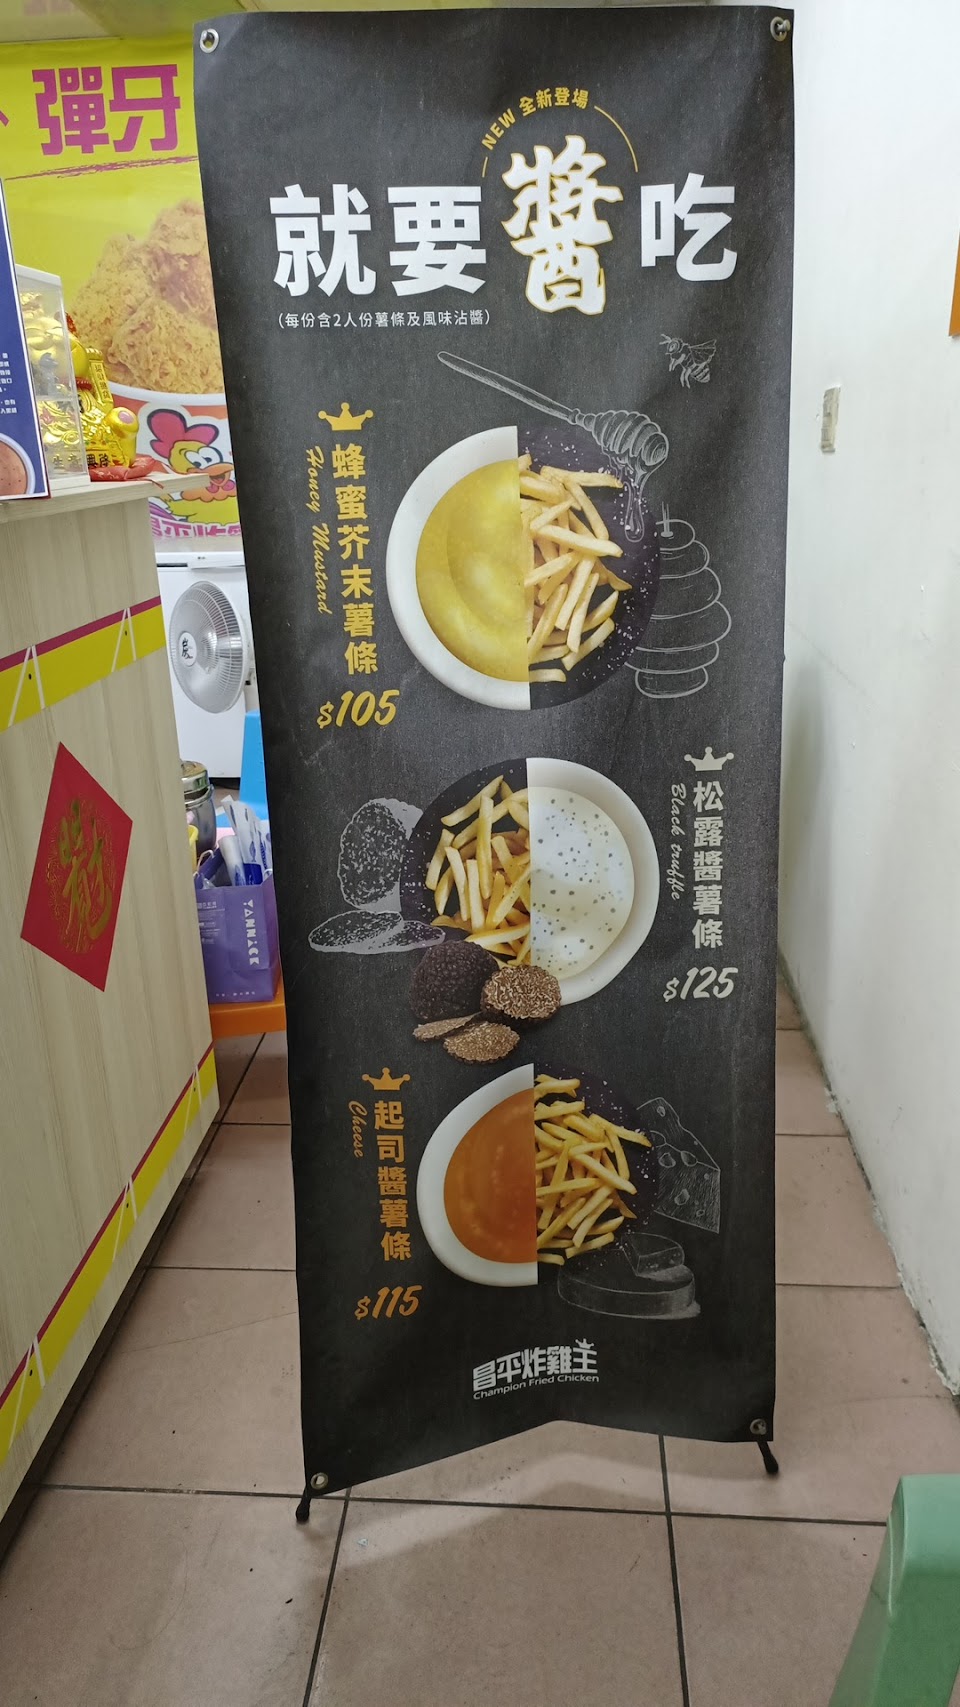 彈牙
NEW 全新登場
就要醬吃
(每份含2人份薯條及風味沾醬)
蜂蜜芥末薯條
Honey Mustard
$105
松露醬薯條
Black truffle
$125
起司醬薯條
Cheese
$115
昌平炸雞主
Champion Fried Chicken
YANNICK